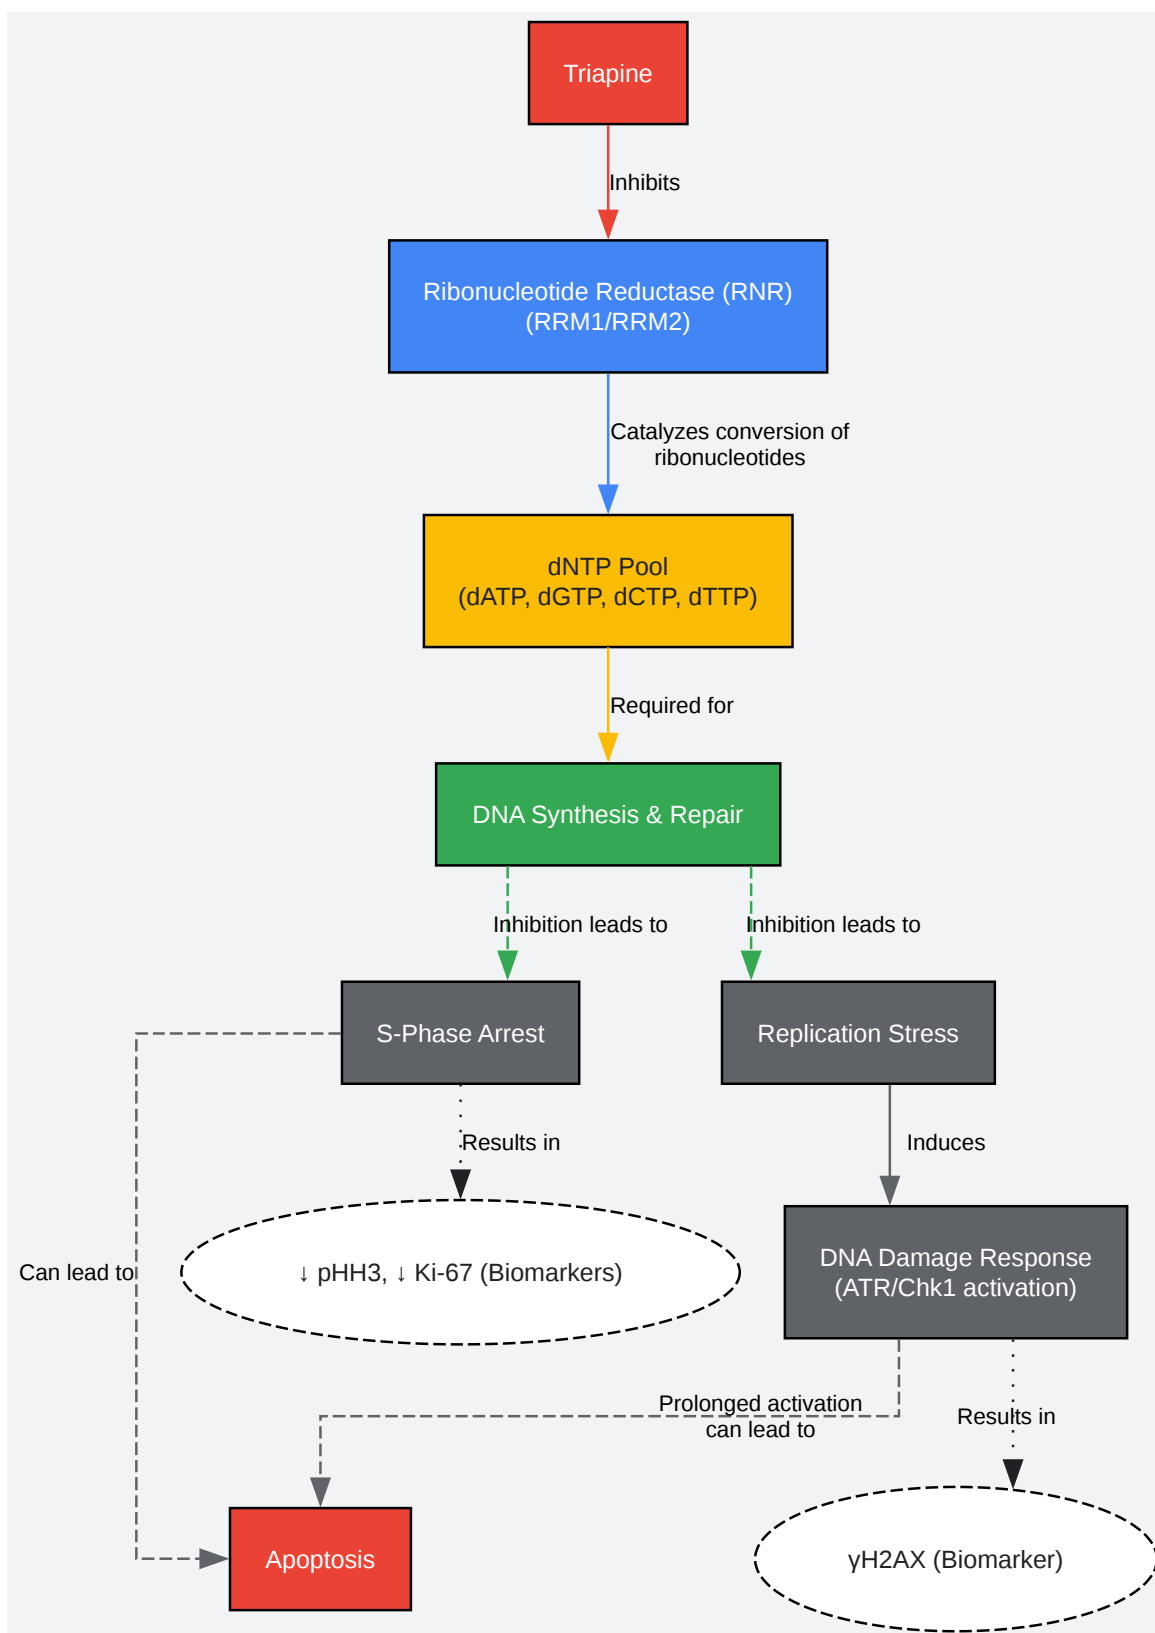 Triapine
Inhibits
Ribonucleotide Reductase (RNR)
(RRM1/RRM2)
Catalyzes conversion of
ribonucleotides
dNTP Pool
(dATP, dGTP, dCTP, dTTP)
Required for
DNA Synthesis & Repair
Inhibition leads to
Inhibition leads to
S-Phase Arrest
Replication Stress
Results in
Induces
Can lead to
↓ pHH3, ↓ Ki-67 (Biomarkers)
DNA Damage Response
(ATR/Chk1 activation)
Prolonged activation
can lead to
Results in
Apoptosis
γH2AX (Biomarker)